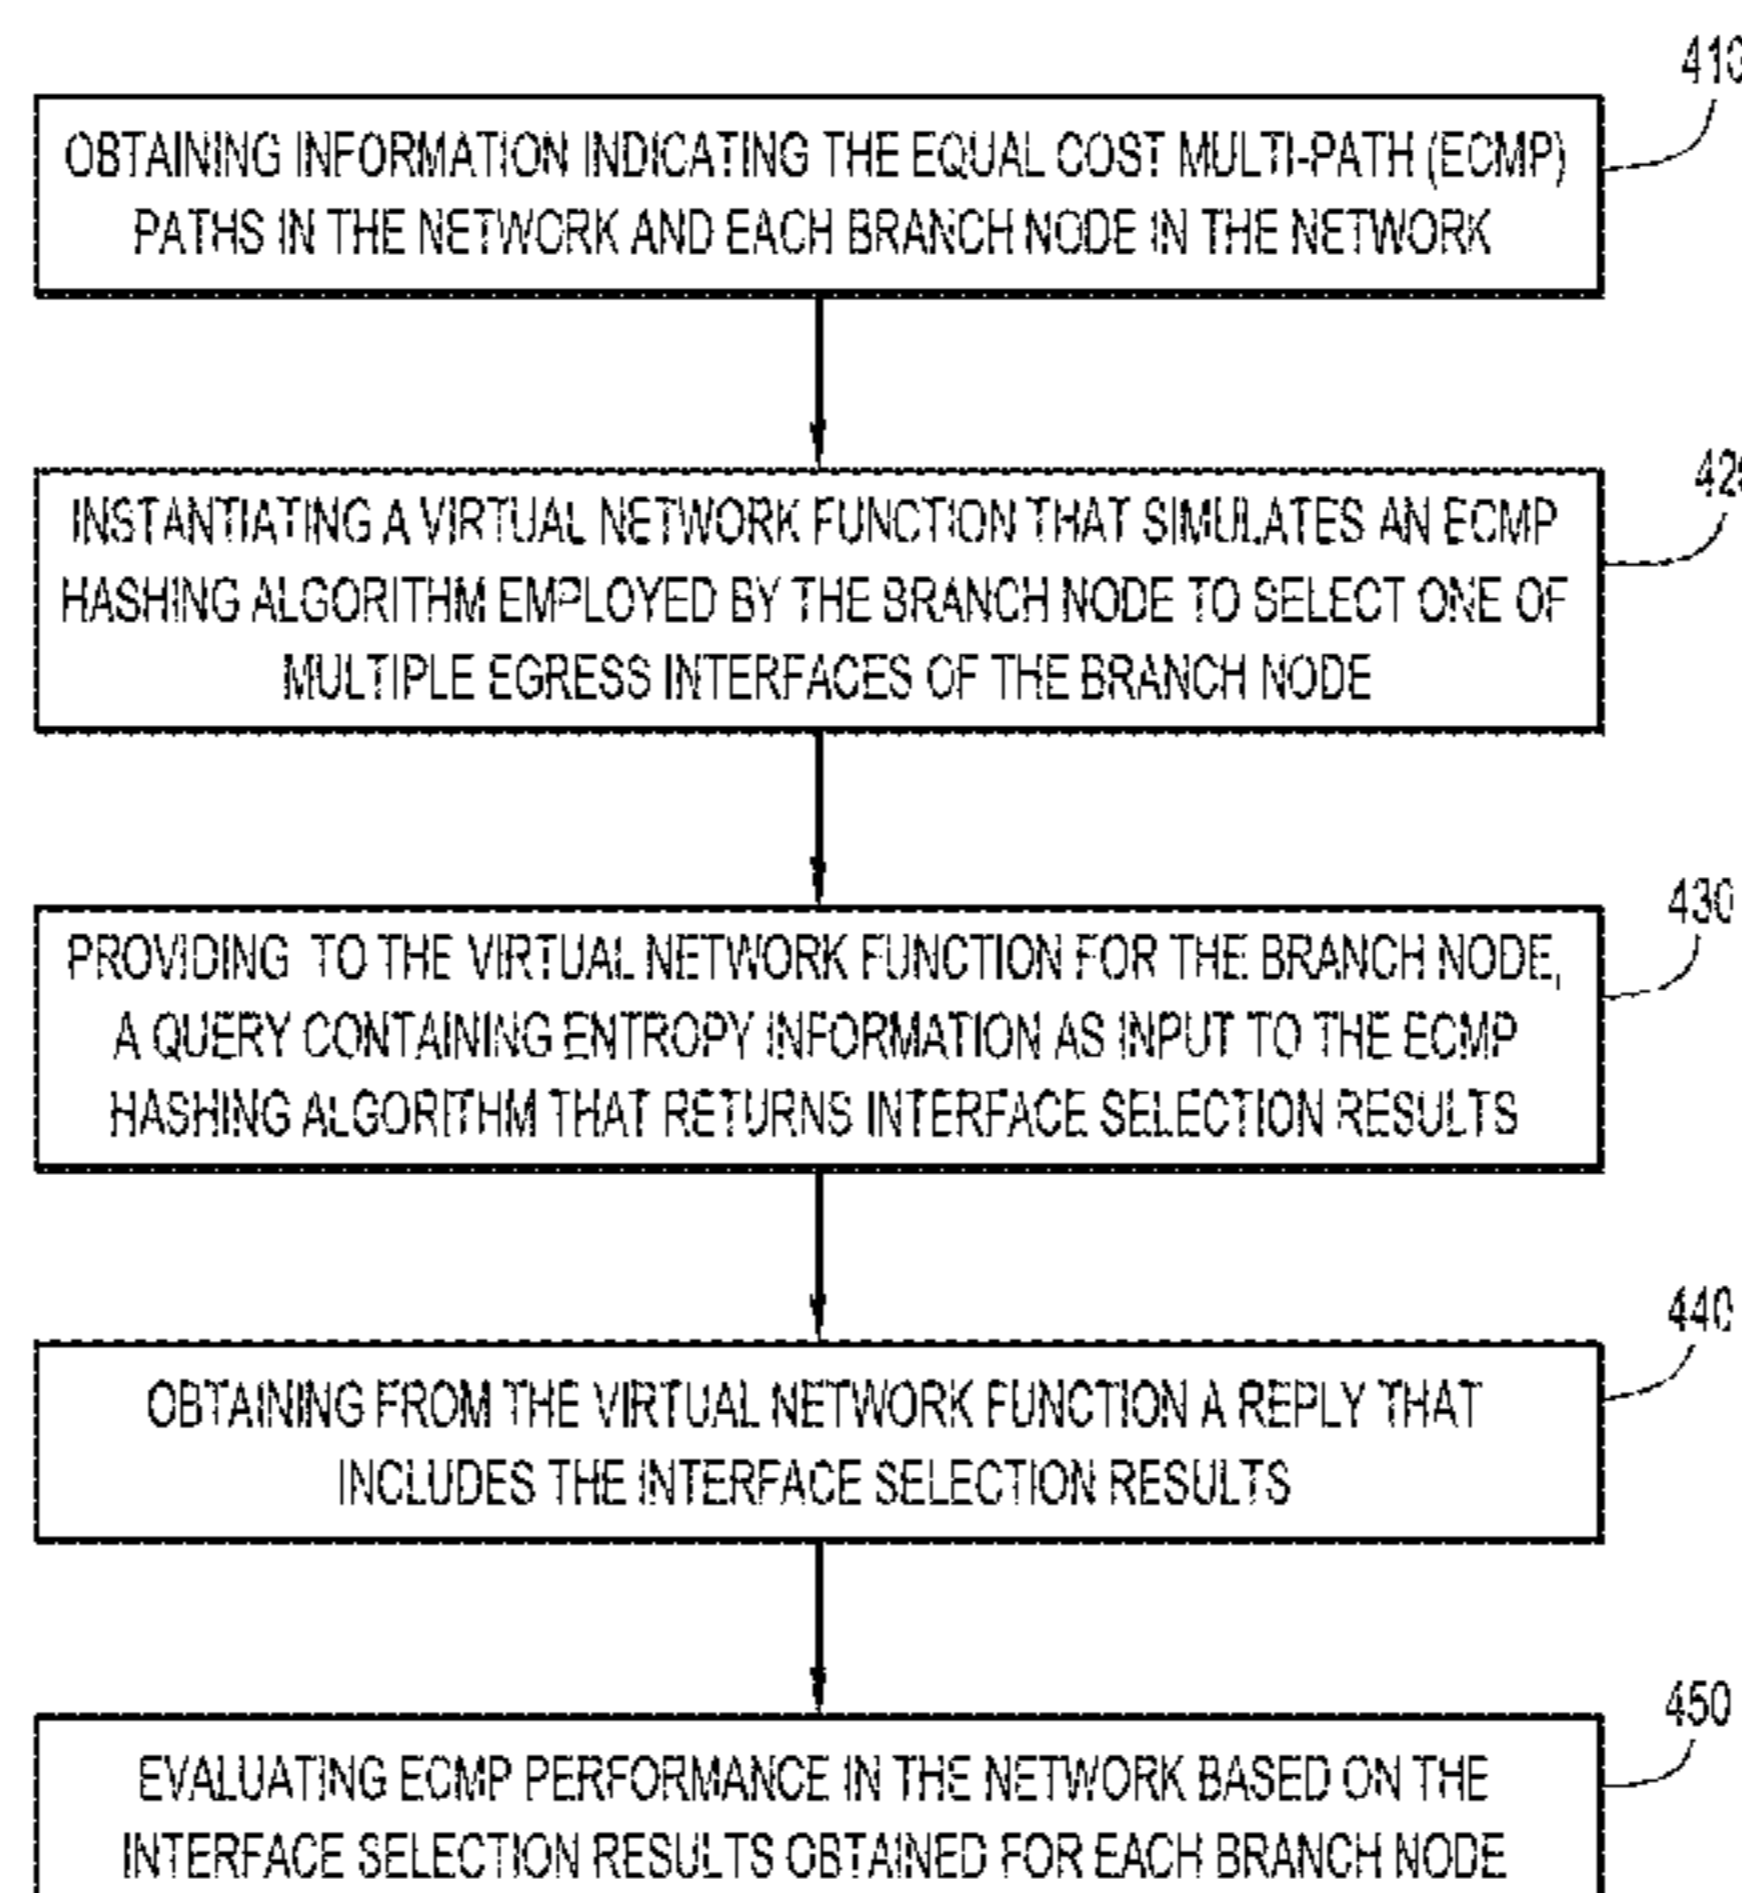 410
OBTAINING INFORMATION INDICATING THE EQUAL COST MULTI-PATH (ECMP)
PATHS IN THE NETWORK AND EACH BRANCH NODE IN THE NETWORK
420
INSTANTIATING A VIRTUAL NETWORK FUNCTION THAT SIMULATES AN ECMP
HASHING ALGORITHM EMPLOYED BY THE BRANCH NODE TO SELECT ONE OF
MULTIPLE EGRESS INTERFACES OF THE BRANCH NODE
430
PROVIDING TO THE VIRTUAL NETWORK FUNCTION FOR THE BRANCH NODE,
A QUERY CONTAINING ENTROPY INFORMATION AS INPUT TO THE ECMP
HASHING ALGORITHM THAT RETURNS INTERFACE SELECTION RESULTS
440
OBTAINING FROM THE VIRTUAL NETWORK FUNCTION A REPLY THAT
INCLUDES THE INTERFACE SELECTION RESULTS
450
EVALUATING ECMP PERFORMANCE IN THE NETWORK BASED ON THE
INTERFACE SELECTION RESULTS OBTAINED FOR EACH BRANCH NODE